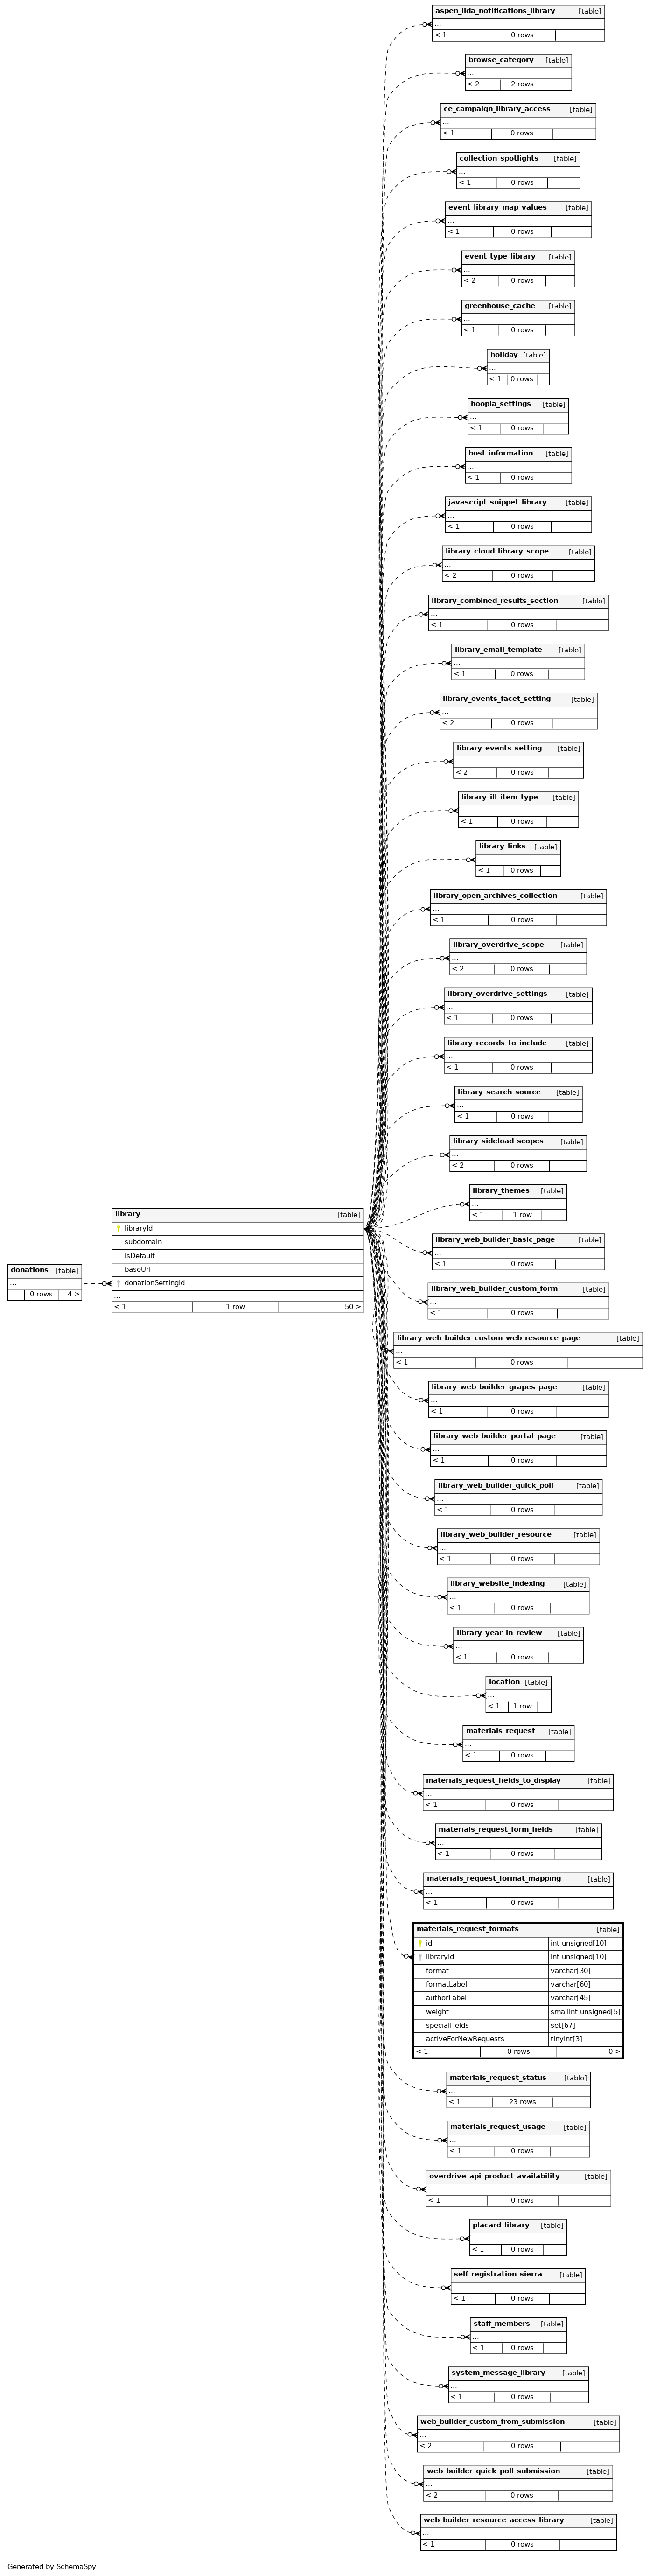 aspen_lida_notifications_library [table]
...
< 1 0 rows
browse_category [table]
...
< 2 2 rows
ce_campaign_library_access [table]
...
< 1 0 rows
collection_spotlights [table]
...
< 1 0 rows
event_library_map_values [table]
...
< 1 0 rows
event_type_library [table]
...
< 2 0 rows
greenhouse_cache [table]
...
< 1 0 rows
holiday [table]
...
< 1 0 rows
hoopla_settings [table]
...
< 1 0 rows
host_information [table]
...
< 1 0 rows
javascript_snippet_library [table]
...
< 1 0 rows
library_cloud_library_scope [table]
...
< 2 0 rows
library_combined_results_section [table]
...
< 1 0 rows
library_email_template [table]
...
< 1 0 rows
library_events_facet_setting [table]
...
< 2 0 rows
library_events_setting [table]
...
< 2 0 rows
library_ill_item_type [table]
...
< 1 0 rows
library_links [table]
...
< 1 0 rows
library_open_archives_collection [table]
...
< 1 0 rows
library_overdrive_scope [table]
...
< 2 0 rows
library_overdrive_settings [table]
...
< 1 0 rows
library_records_to_include [table]
...
< 1 0 rows
library_search_source [table]
...
< 1 0 rows
library_sideload_scopes [table]
...
< 2 0 rows
library_themes [table]
...
< 1 1 row
donations [table]
...
0 rows 4 >
library [table]
libraryId
subdomain
isDefault
baseUrl
donationSettingId
...
< 1 1 row 50 >
library_web_builder_basic_page [table]
...
< 1 0 rows
library_web_builder_custom_form [table]
...
< 1 0 rows
library_web_builder_custom_web_resource_page [table]
...
< 1 0 rows
library_web_builder_grapes_page [table]
...
< 1 0 rows
library_web_builder_portal_page [table]
...
< 1 0 rows
library_web_builder_quick_poll [table]
...
< 1 0 rows
library_web_builder_resource [table]
...
< 1 0 rows
library_website_indexing [table]
...
< 1 0 rows
library_year_in_review [table]
...
< 1 0 rows
location [table]
...
< 1 1 row
materials_request [table]
...
< 1 0 rows
materials_request_fields_to_display [table]
...
< 1 0 rows
materials_request_form_fields [table]
...
< 1 0 rows
materials_request_format_mapping [table]
...
< 1 0 rows
materials_request_formats [table]
id int unsigned[10]
libraryId int unsigned[10]
format varchar[30]
formatLabel varchar[60]
authorLabel varchar[45]
weight smallint unsigned[5]
specialFields set[67]
activeForNewRequests tinyint[3]
< 1 0 rows 0 >
materials_request_status [table]
...
< 1 23 rows
materials_request_usage [table]
...
< 1 0 rows
overdrive_api_product_availability [table]
...
< 1 0 rows
placard_library [table]
...
< 1 0 rows
self_registration_sierra [table]
...
< 1 0 rows
staff_members [table]
...
< 1 0 rows
system_message_library [table]
...
< 1 0 rows
web_builder_custom_from_submission [table]
...
< 2 0 rows
web_builder_quick_poll_submission [table]
...
< 2 0 rows
web_builder_resource_access_library [table]
...
< 1 0 rows
Generated by SchemaSpy